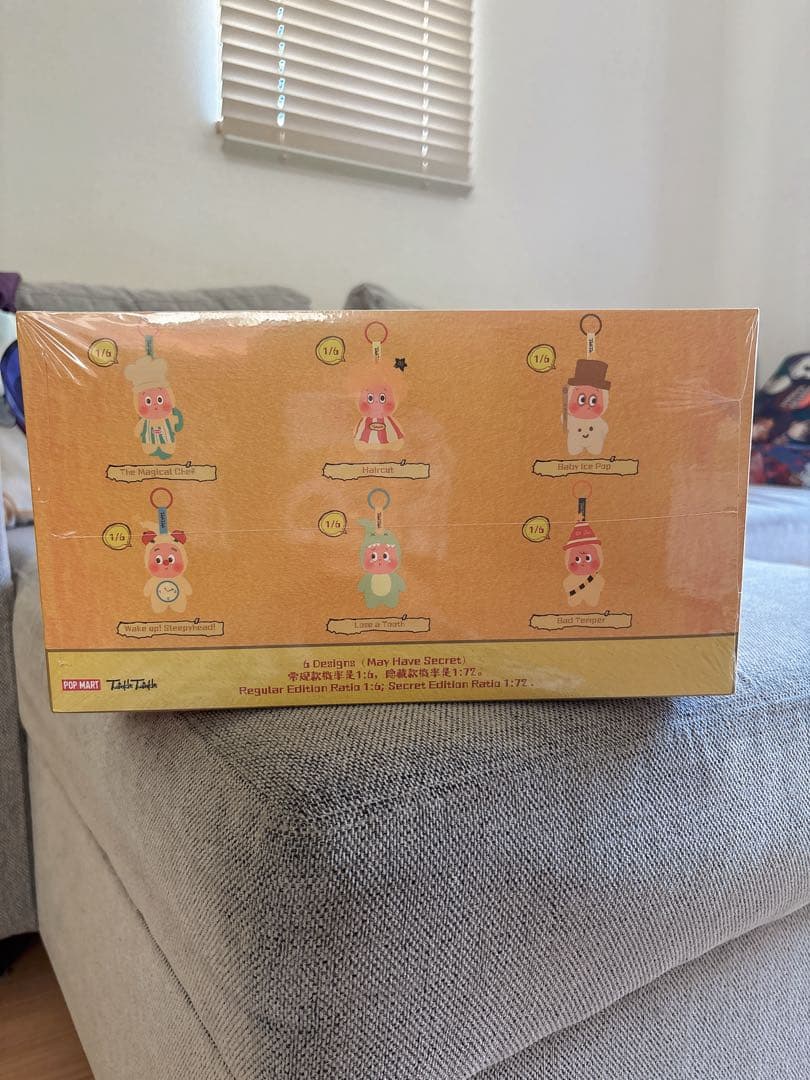 1/6
1/6
1/6
The Magical Chef
Haircut
Baby Ice Pop
1/6
1/6
1/6
Wake up! Sleepyhead!
Lose a Tooth
Bad Temper
6 Designs (May Have Secret)
常规款概率是1:6，隐藏款概率是1:72。
Regular Edition Ratio 1:6; Secret Edition Ratio 1:72.
POP MART